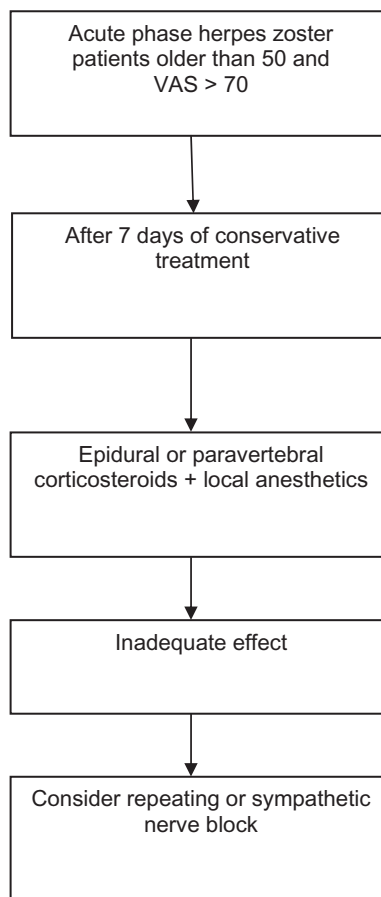 Acute phase herpes zoster
patients older than 50 and
VAS > 70
After 7 days of conservative
treatment
Epidural or paravertebral
corticosteroids + local anesthetics
Inadequate effect
Consider repeating or sympathetic
nerve block